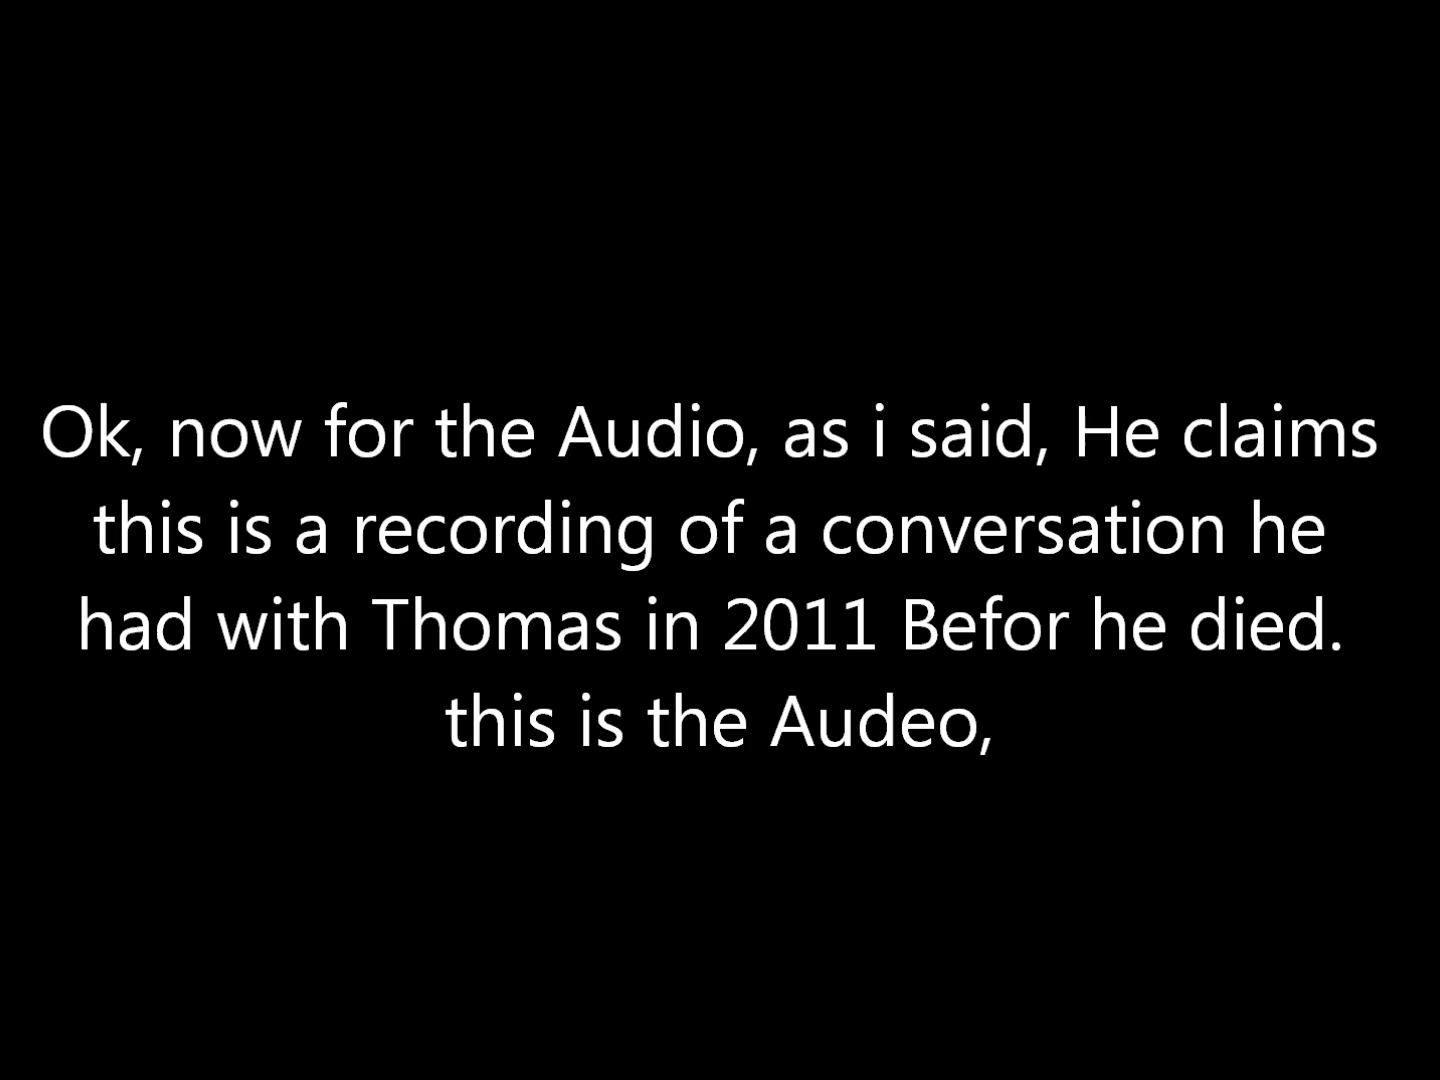 Ok, now for the Audio, as i said, He claims
this is a recording of a conversation he
had with Thomas in 2011 Befor he died.
this is the Audeo,